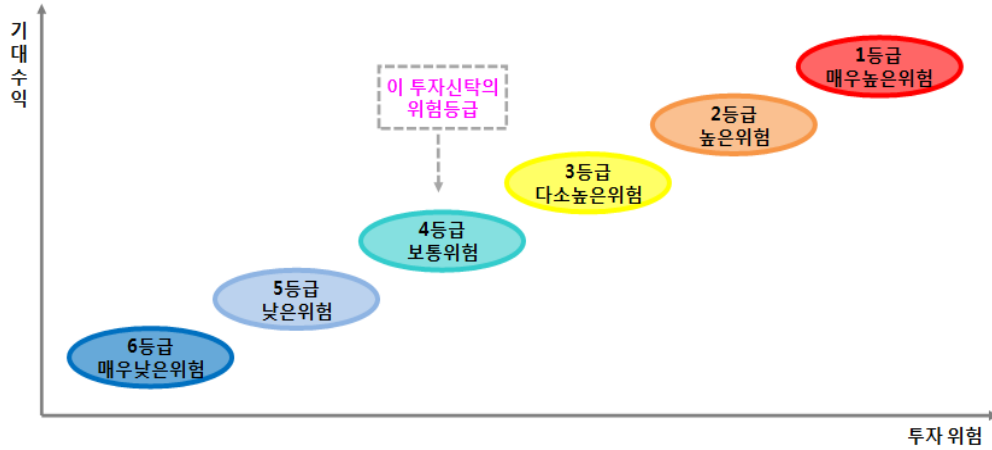 기
대
수
익
1등급
매우높은위험
이 투자신탁의
위험등급
2등급
높은위험
3등급
다소높은위험
4등급
보통위험
5등급
낮은위험
6등급
매우낮은위험
투자 위험